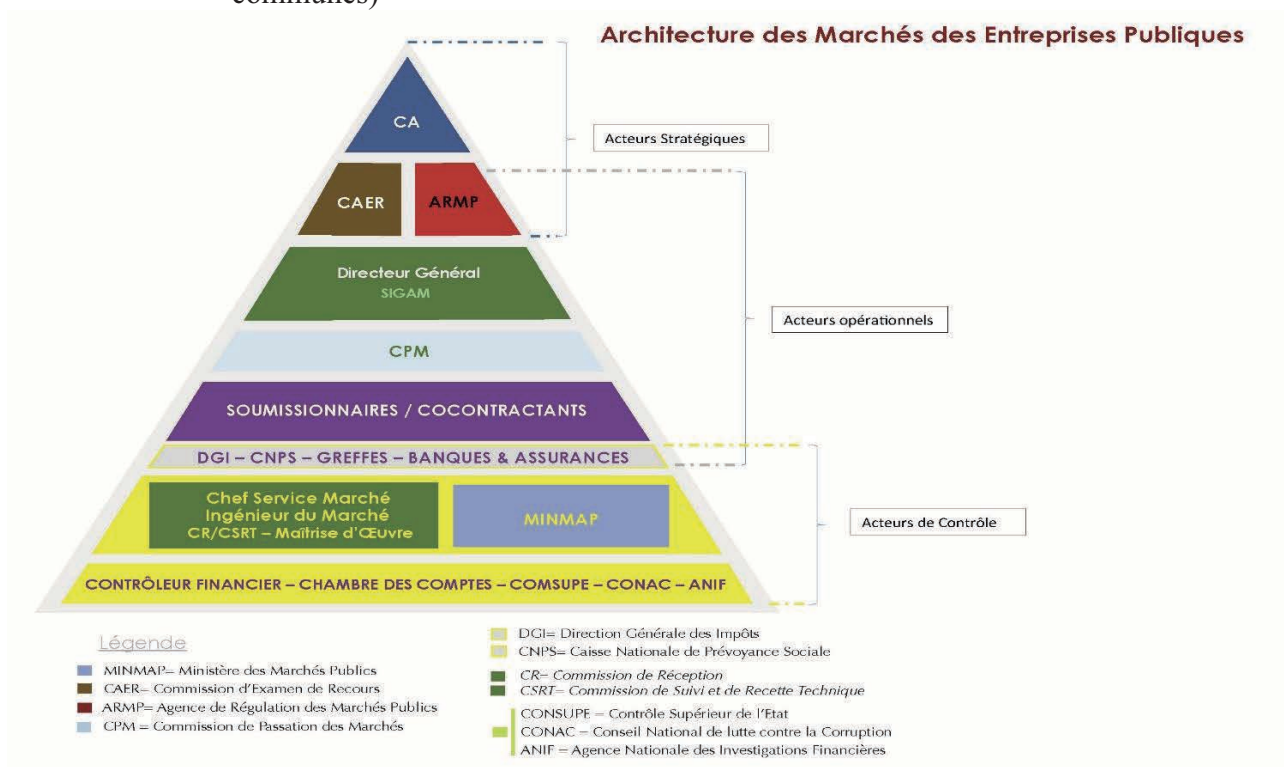 communes)
Architecture des Marchés des Entreprises Publiques
CA
Acteurs Stratégiques
CAER
ARMP
Directeur Général
SIGAM
Acteurs opérationnels
CPM
SOUMISSIONNAIRES / COCONTRACTANTS
DGI – CNPS – GREFFES – BANQUES & ASSURANCES
Chef Service Marché
Ingénieur du Marché
CR/CSRT – Maîtrise d'Œuvre
MINMAP
Acteurs de Contrôle
CONTRÔLEUR FINANCIER – CHAMBRE DES COMPTES – COMSUPE – CONAC – ANIF
Légende
MINMAP= Ministère des Marchés Publics
CAER= Commission d'Examen de Recours
ARMP= Agence de Régulation des Marchés Publics
CPM = Commission de Passation des Marchés
DGI= Direction Générale des Impôts
CNPS= Caisse Nationale de Prévoyance Sociale
CR= Commission de Réception
CSRT= Commission de Suivi et de Recette Technique
CONSUPE = Contrôle Supérieur de l'Etat
CONAC = Conseil National de lutte contre la Corruption
ANIF = Agence Nationale des Investigations Financières